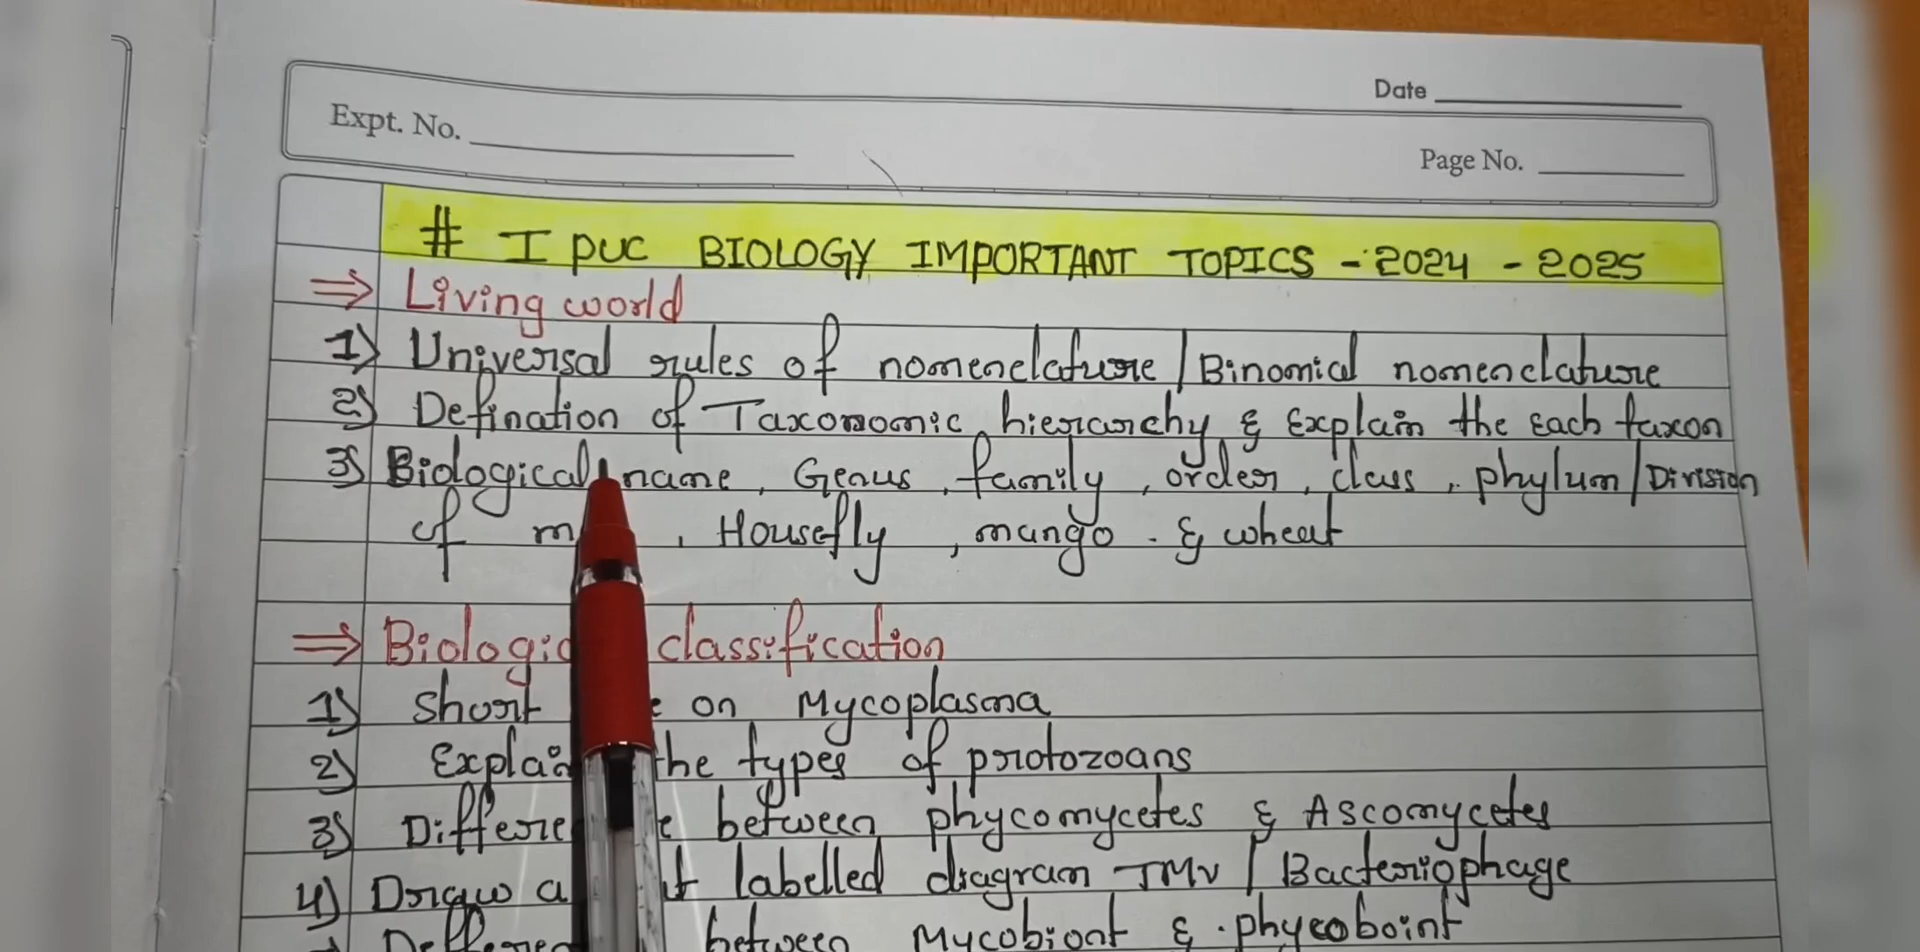 Date
Expt. No.
Page No.
# I PUC BIOLOGY IMPORTANT TOPICS - 2024 - 2025
⇒ Living world
1) Universal rules of nomenclature / Binomial nomenclature
2) Defination of Taxonomic hierarchy & Explain the Each taxon
3) Biological name, Genus, family, order, class, phylum / Division
of , Housefly, mango & wheat
⇒ classification
1) Short on Mycoplasma
2) the types of protozoans
3) between phycomycetes & Ascomycetes
4) Draw a labelled diagram TMV / Bacteriophage
between Mycobiont & phycoboint